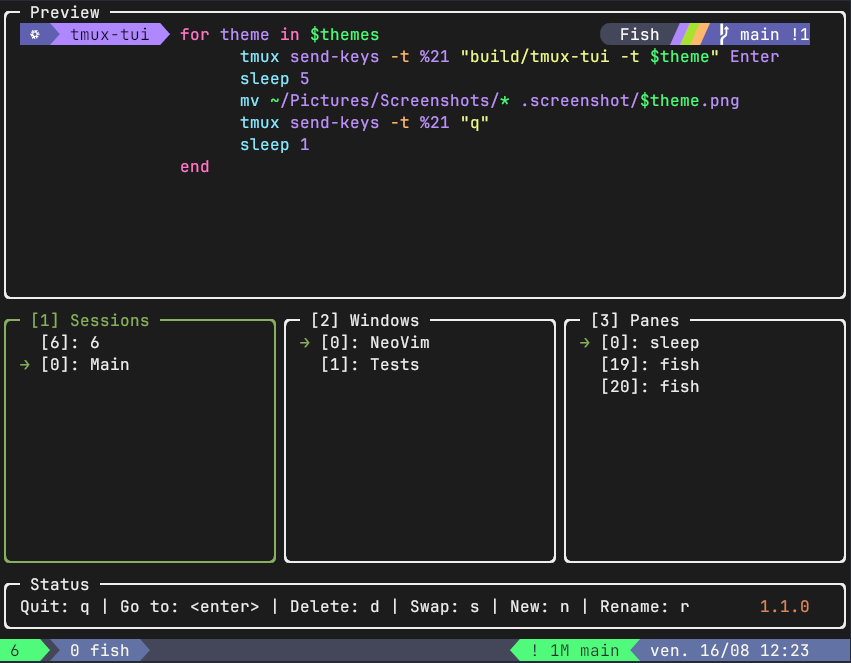 Preview
tmux-tui for theme in $themes Fish main !1
tmux send-keys -t %21 "build/tmux-tui -t $theme" Enter
sleep 5
mv ~/Pictures/Screenshots/* .screenshot/$theme.png
tmux send-keys -t %21 "q"
sleep 1
end
[1] Sessions
[6]: 6
→ [0]: Main
[2] Windows
→ [0]: NeoVim
[1]: Tests
[3] Panes
→ [0]: sleep
[19]: fish
[20]: fish
Status
Quit: q | Go to: <enter> | Delete: d | Swap: s | New: n | Rename: r 1.1.0
6 0 fish ! 1M main ven. 16/08 12:23